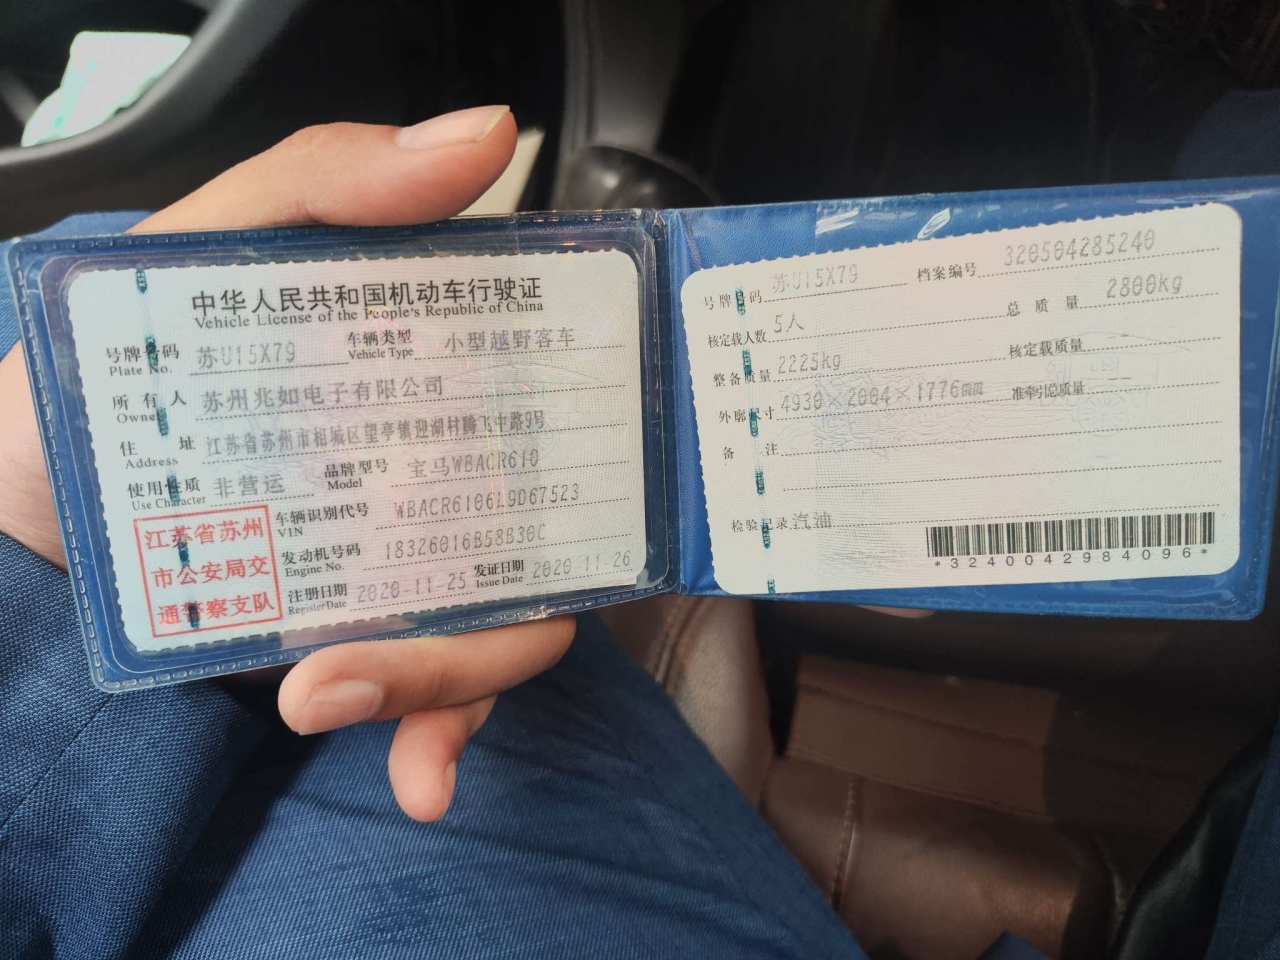 中华人民共和国机动车行驶证
Vehicle License of the People's Republic of China
号牌号码 苏U15X79 车辆类型 小型越野客车
Plate No. Vehicle Type
所有人 苏州兆如电子有限公司
Owner
住址 江苏省苏州市相城区望亭镇迎湖村腾飞中路9号
Address
使用性质 非营运 品牌型号 宝马WBACR610
Use Character Model
江苏省苏州
市公安局交
通警察支队
车辆识别代号 WBACR6106L9D67523
VIN
发动机号码 18326016B58B30C
Engine No.
注册日期 2020-11-25 发证日期 2020-11-26
Register Date Issue Date
号牌号码 苏U15X79 档案编号 320504285240
核定载人数 5人 总质量 2800kg
整备质量 2225kg 核定载质量 --
外廓尺寸 4930×2004×1776mm 准牵引总质量 --
备注
检验记录 汽油
*3240042984096*